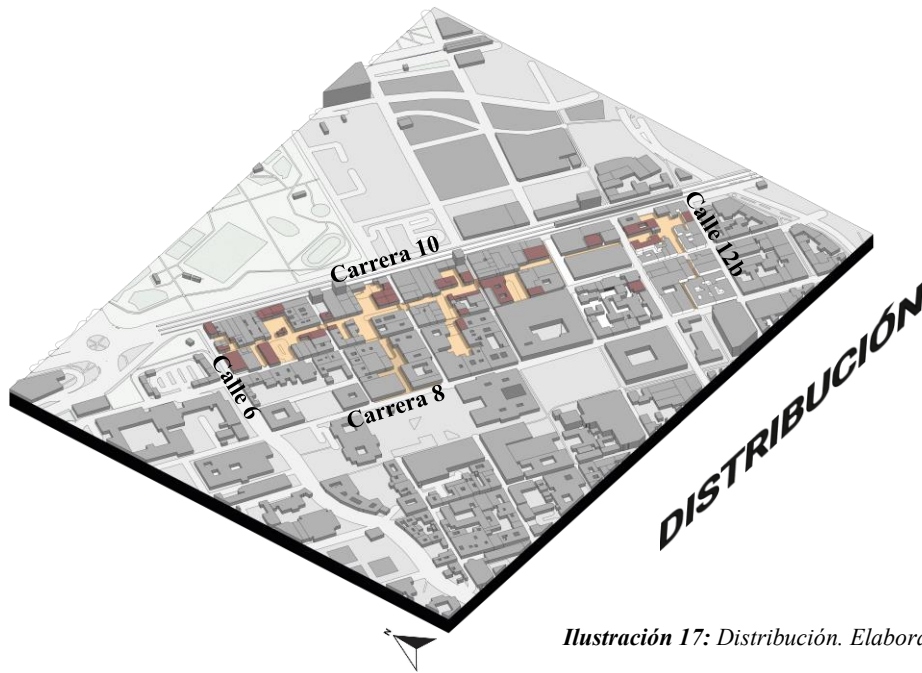 Carrera 10
Calle 12b
Calle 6
Carrera 8
DISTRIBUCIÓN
N
Ilustración 17: Distribución. Elabora